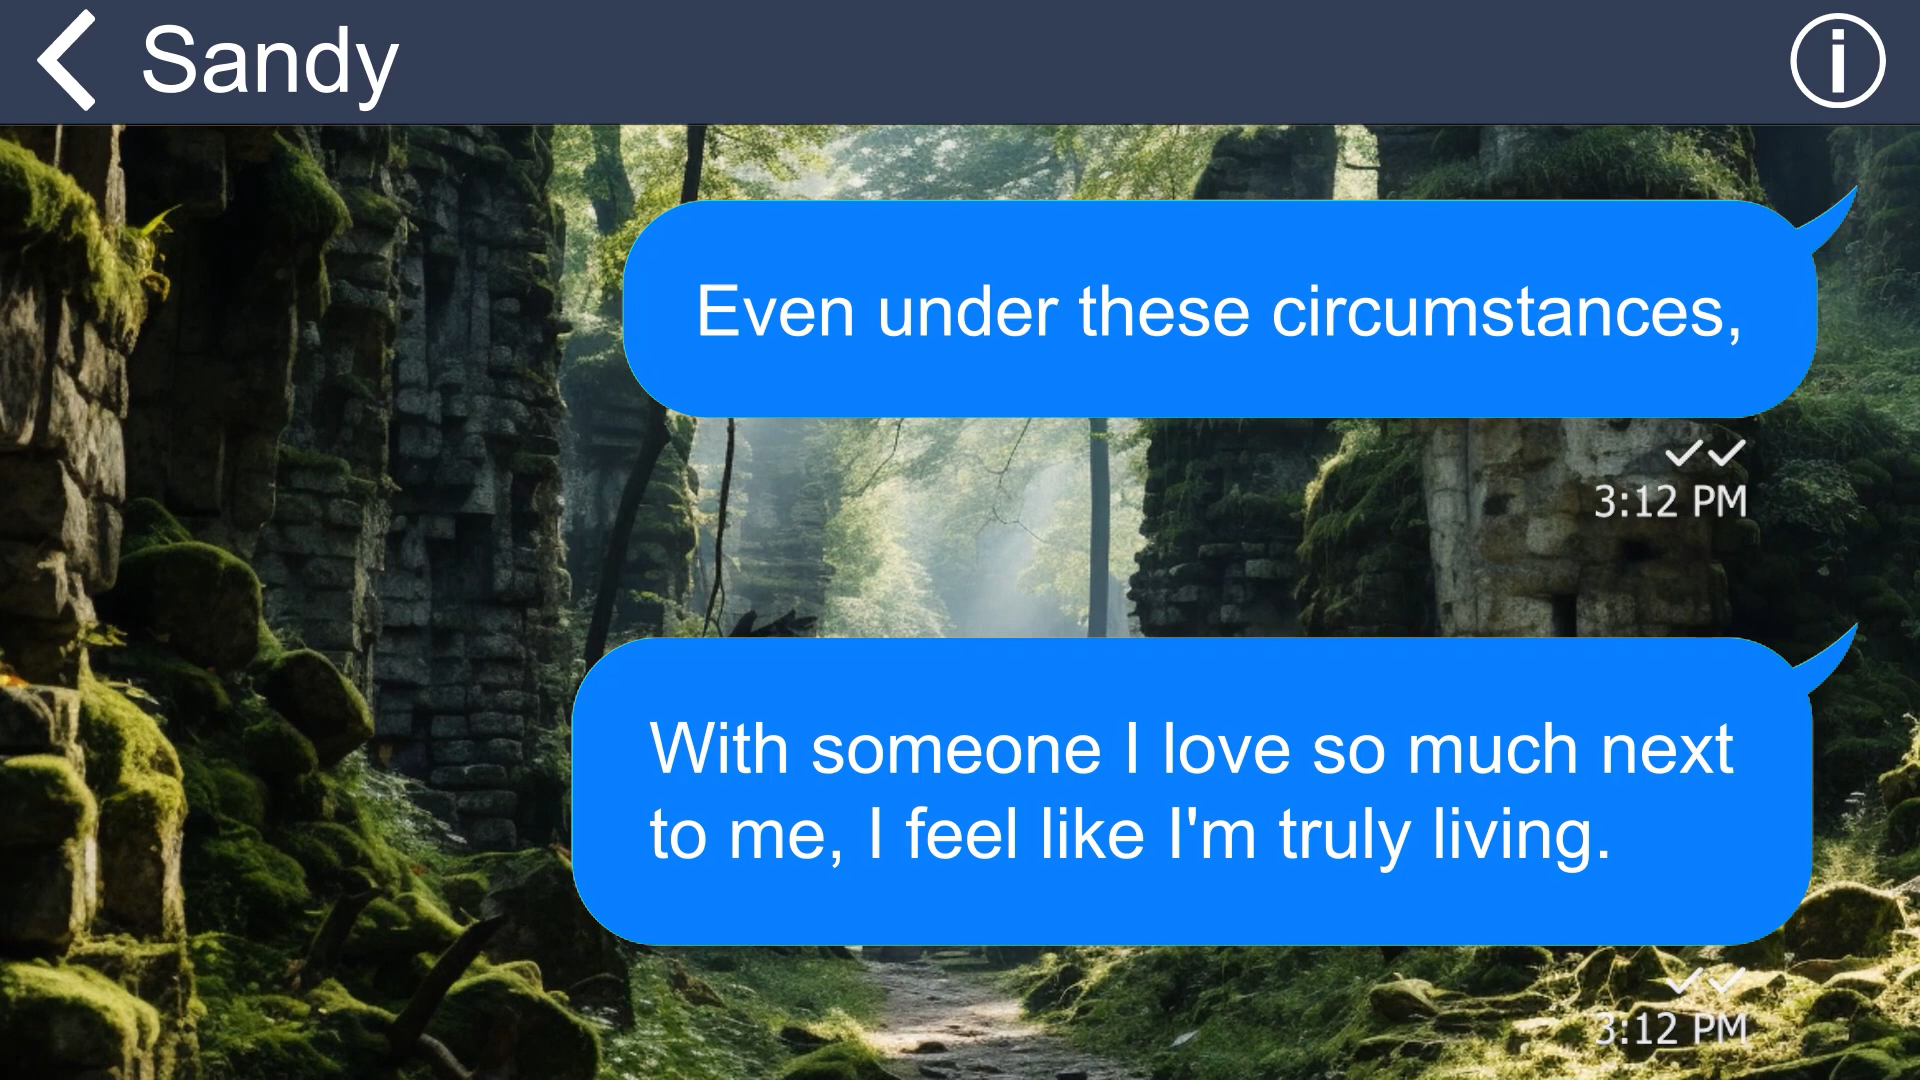 Sandy
Even under these circumstances,
3:12 PM
With someone I love so much next
to me, I feel like I'm truly living.
3:12 PM